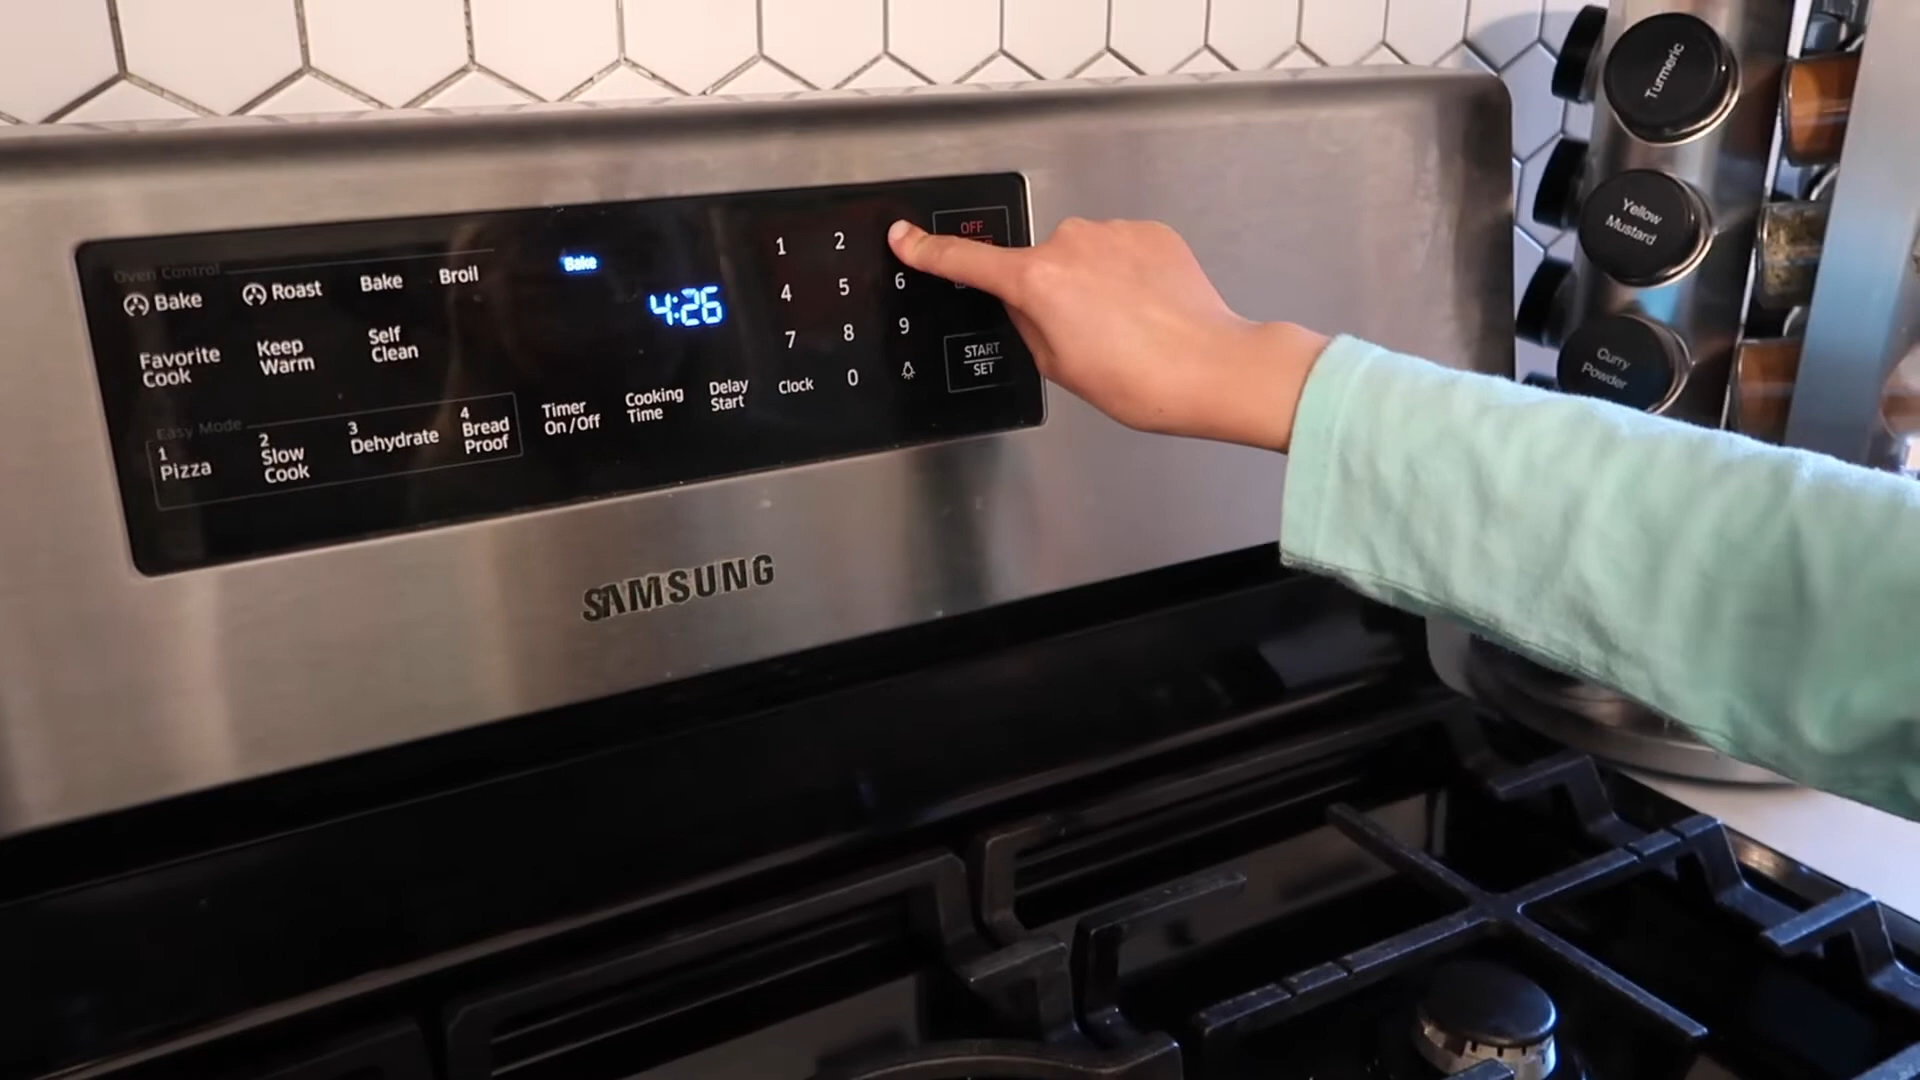 Oven Control
Bake
Roast
Bake
Broil
Favorite
Cook
Keep
Warm
Self
Clean
Easy Mode
1
Pizza
2
Slow
Cook
3
Dehydrate
4
Bread
Proof
Bake
4:26
Timer
On/Off
Cooking
Time
Delay
Start
Clock
1 2
4 5 6
7 8 9
0
OFF
START
SET
SAMSUNG
Turmeric
Yellow
Mustard
Curry
Powder